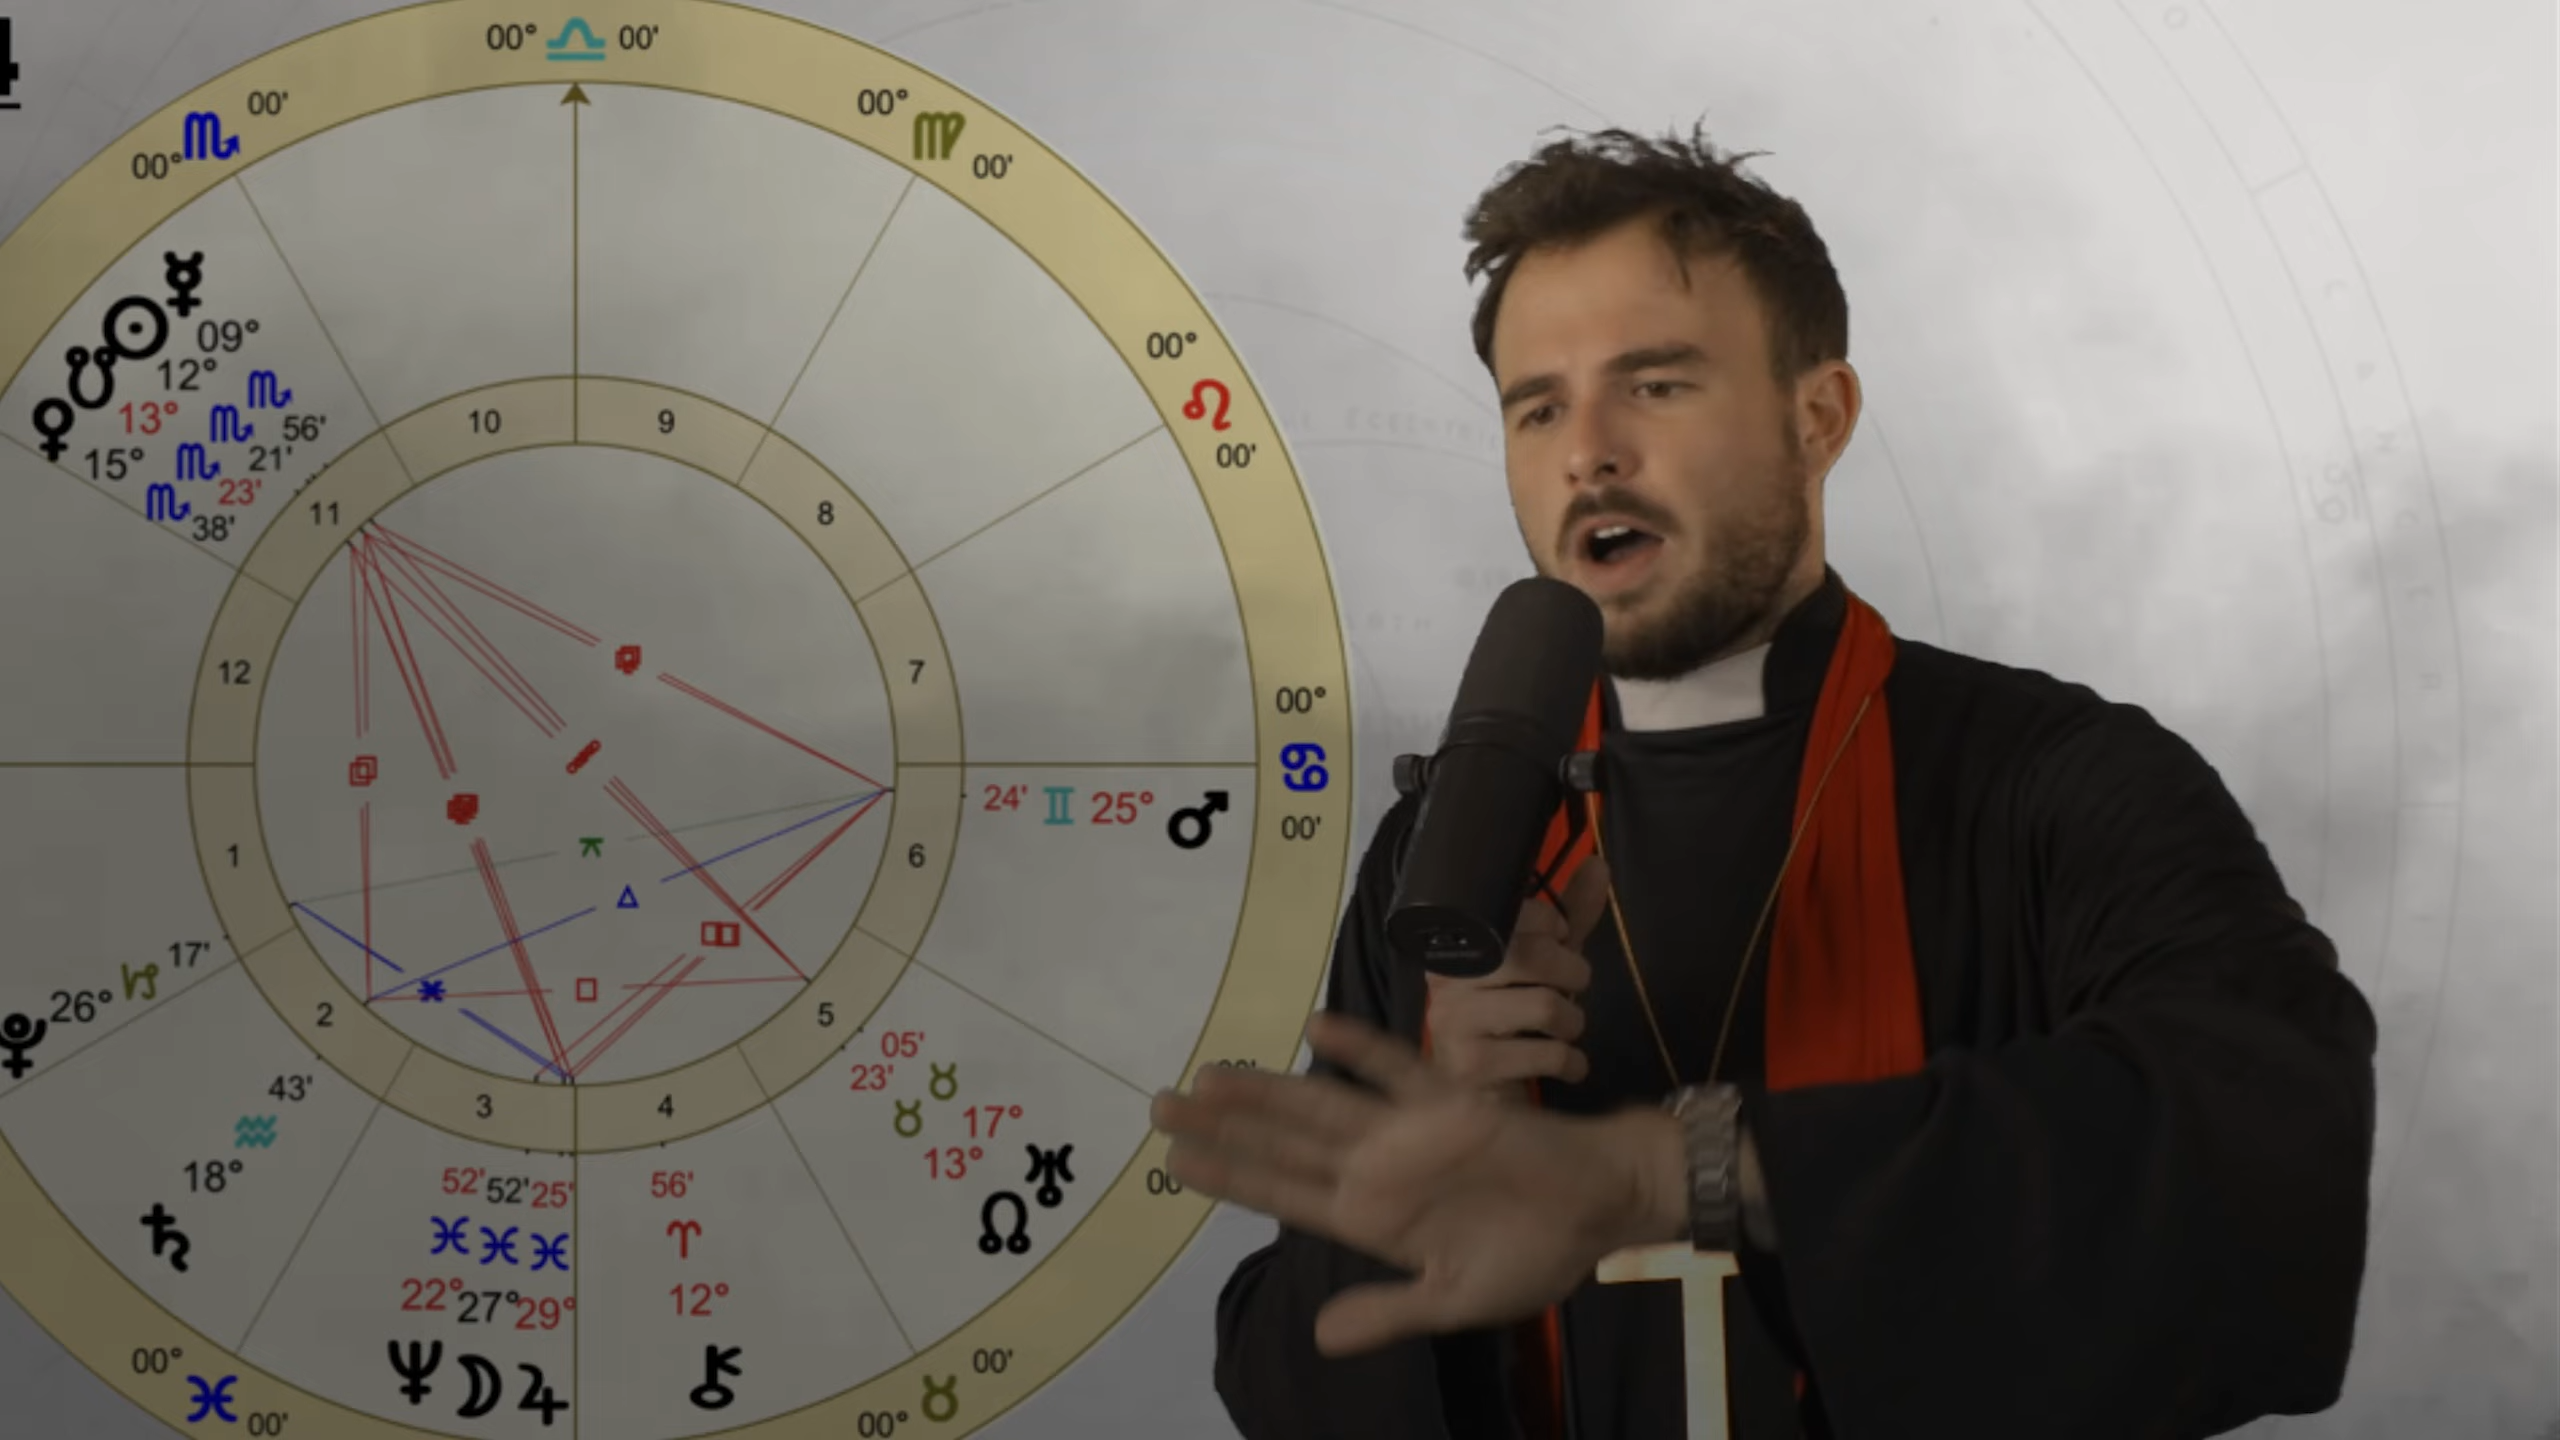 4
00° ♎ 00'
00° ♏ 00'
00° ♍ 00'
00° ♌ 00'
00° ♋ 00'
☿ 09° ♏ 56'
☉ 12° ♏ 21'
☋ 13° ♏ 23'
♀ 15° ♏ 38'
10
9
11
8
12
7
1
6
2
5
3
4
24' ♊ 25° ♂
♇ 26° ♑ 17'
♄ 18° ♒ 43'
52' 52' 25'
♓ ♓ ♓
22° 27° 29°
♆ ☽ ♃
56'
♈
12°
⚷
05' ♉ 17° ♅
23' ♉ 13° ☊
00° ♓ 00'
00° ♉ 00'